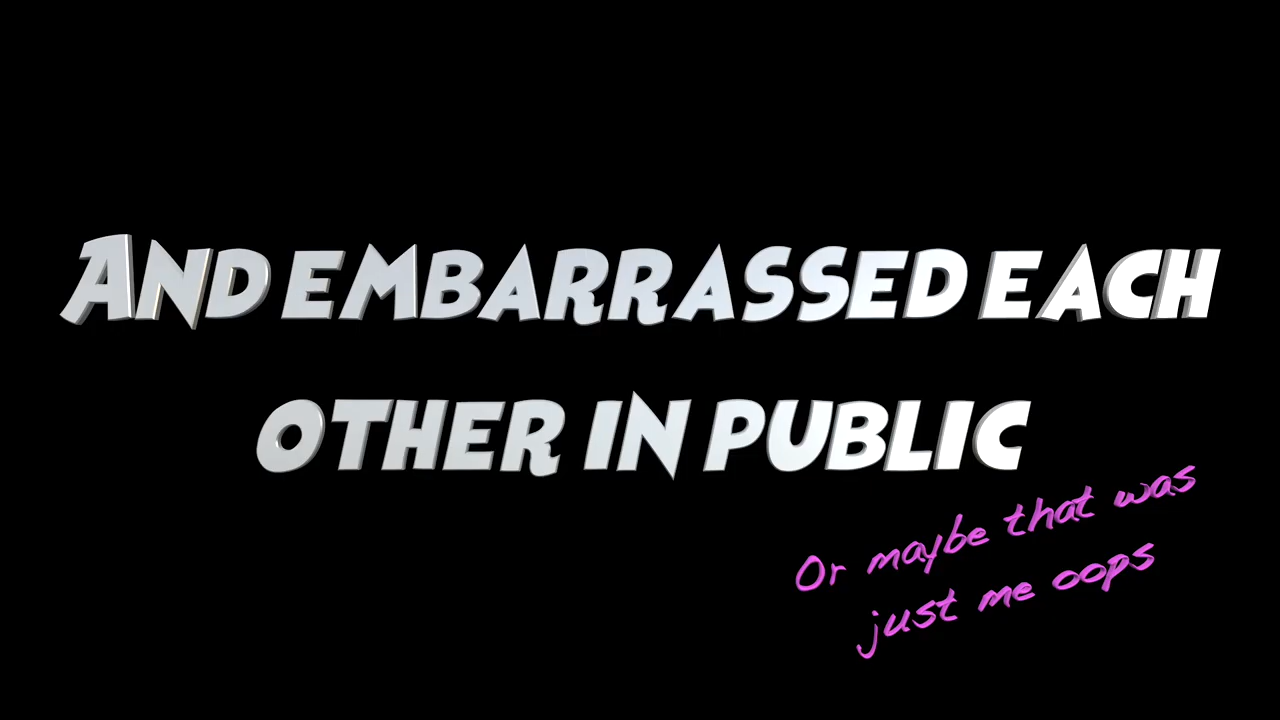 And embarrassed each
other in public
Or maybe that was
just me oops